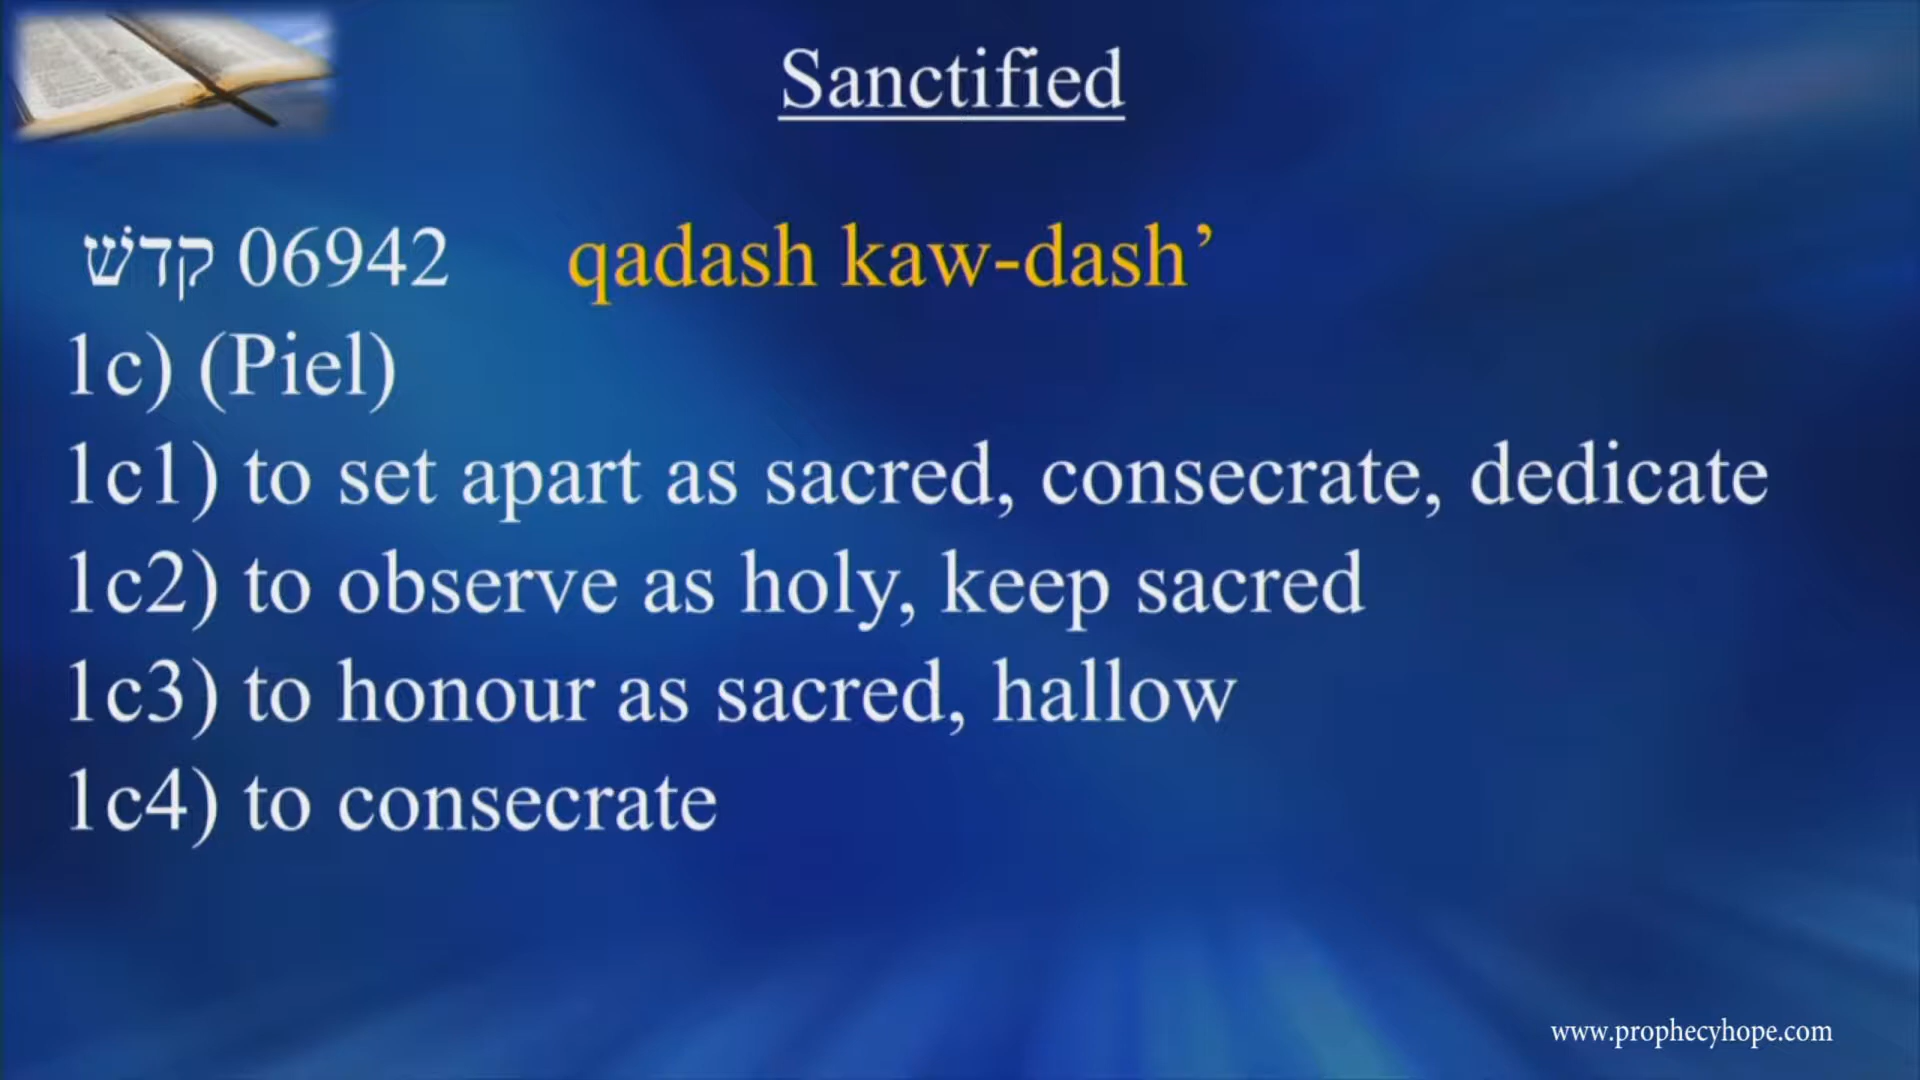 Sanctified
קדשׁ 06942 qadash kaw-dash’
1c) (Piel)
1c1) to set apart as sacred, consecrate, dedicate
1c2) to observe as holy, keep sacred
1c3) to honour as sacred, hallow
1c4) to consecrate
www.prophecyhope.com